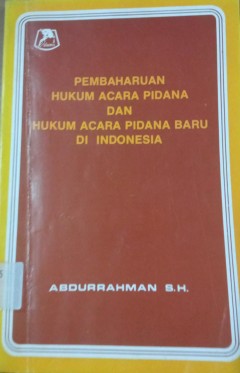 PEMBAHARUAN
HUKUM ACARA PIDANA
DAN
HUKUM ACARA PIDANA BARU
DI INDONESIA
ABDURRAHMAN S.H.